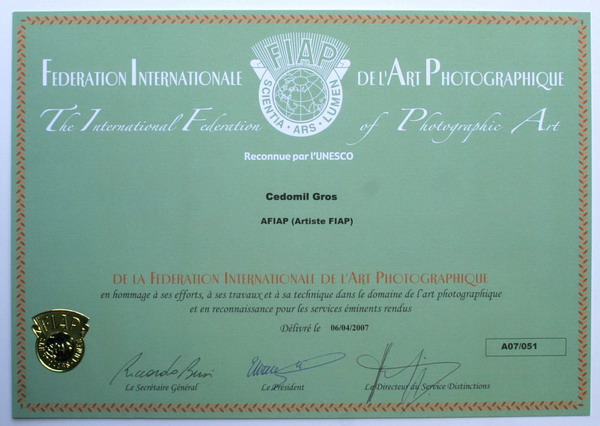 FIAP
SCIENTIA · ARS · LUMEN
FEDERATION INTERNATIONALE DE L'ART PHOTOGRAPHIQUE
The International Federation of Photographic Art
Reconnue par l'UNESCO
Cedomil Gros
AFIAP (Artiste FIAP)
DE LA FEDERATION INTERNATIONALE DE L'ART PHOTOGRAPHIQUE
en hommage à ses efforts, à ses travaux et à sa technique dans le domaine de l'art photographique
et en reconnaissance pour les services éminents rendus
Délivré le 06/04/2007
A07/051
FIAP
Riccardo Busi
Le Secrétaire Général Le Président Le Directeur du Service Distinctions